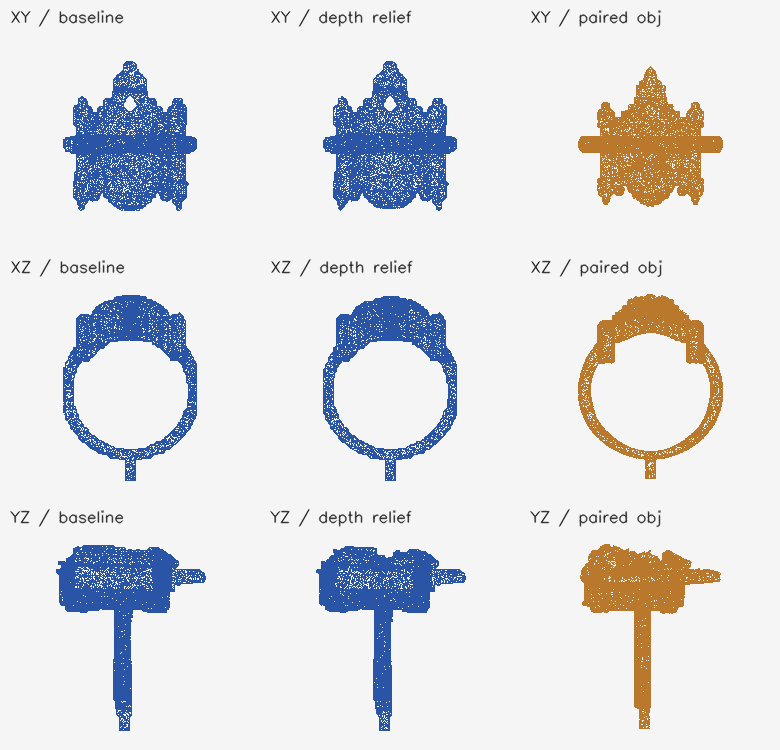 XY / baseline
XY / depth relief
XY / paired obj
XZ / baseline
XZ / depth relief
XZ / paired obj
YZ / baseline
YZ / depth relief
YZ / paired obj